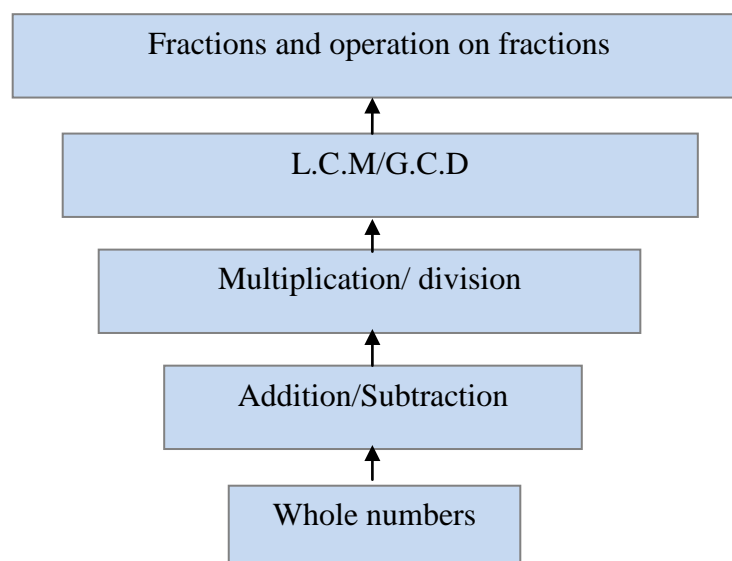 Fractions and operation on fractions
L.C.M/G.C.D
Multiplication/ division
Addition/Subtraction
Whole numbers